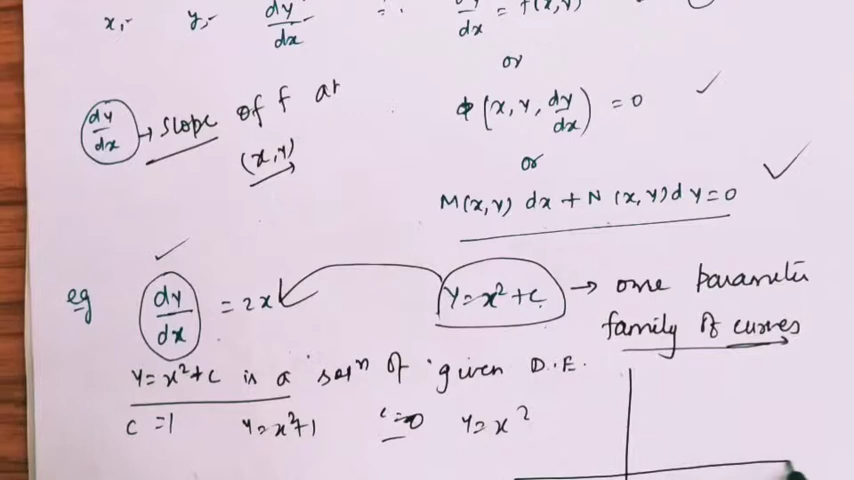 x, y, dy/dx dy/dx = f(x,y)
or
dy/dx → slope of f at (x,y)
ϕ(x, y, dy/dx) = 0
or
M(x,y) dx + N (x,y) dy = 0
eg dy/dx = 2x y = x² + c. → one parameter
family of curves
y = x² + c is a solⁿ of given D.E.
c = 1 y = x² + 1 c = 0 y = x²